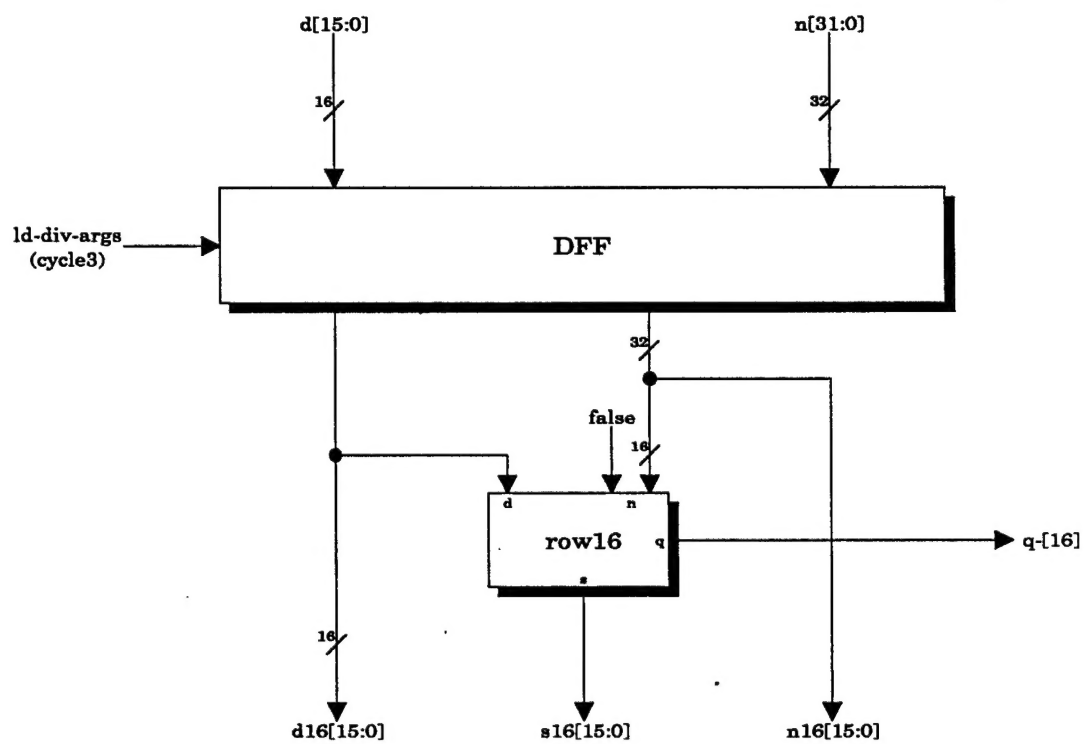 d[15:0]
n[31:0]
16
32
ld-div-args
(cycle3)
DFF
32
false
16
d
n
row16
q
q-[16]
s
16
d16[15:0]
s16[15:0]
n16[15:0]